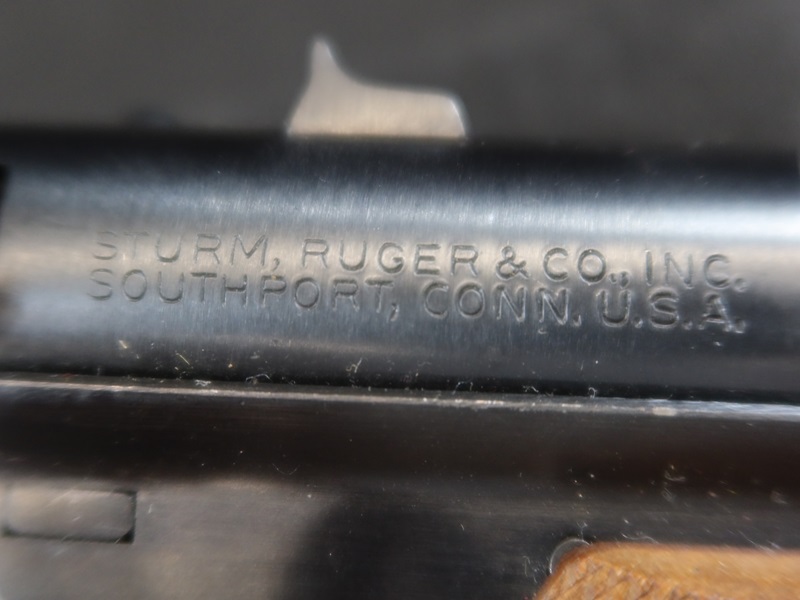 STURM, RUGER & CO., INC.
SOUTHPORT, CONN. U.S.A.